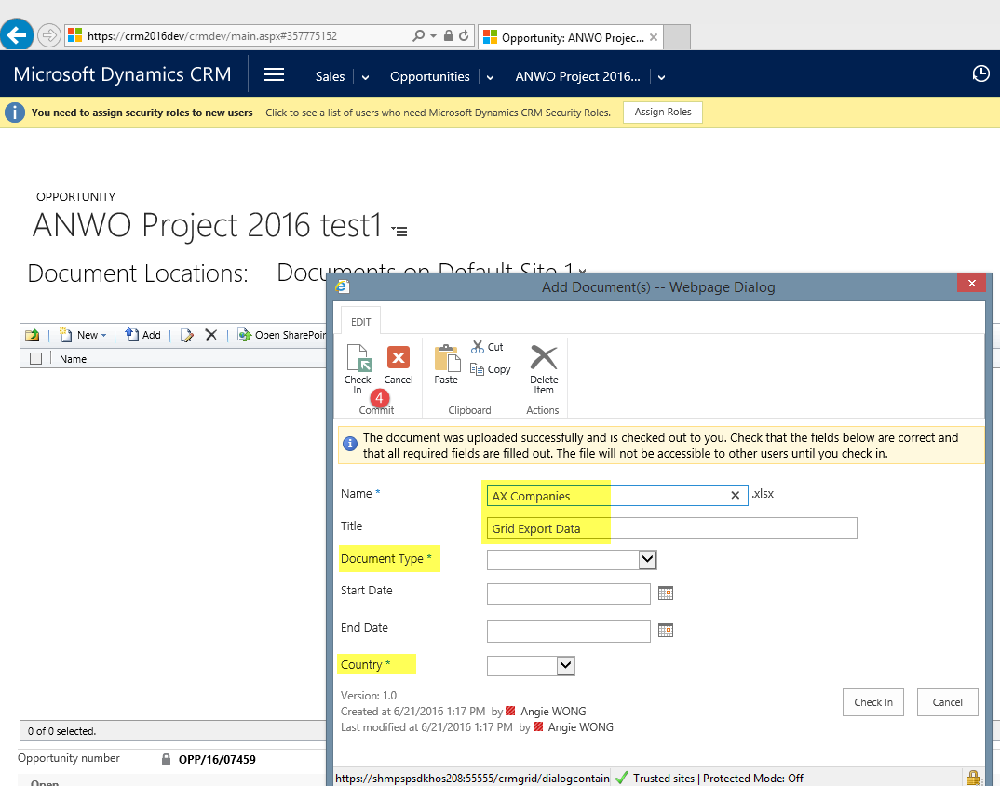 https://crm2016dev/crmdev/main.aspx#357775152
Opportunity: ANWO Projec...
Microsoft Dynamics CRM
Sales
Opportunities
ANWO Project 2016...
You need to assign security roles to new users Click to see a list of users who need Microsoft Dynamics CRM Security Roles. Assign Roles
OPPORTUNITY
ANWO Project 2016 test1
Document Locations: Documents on Default Site 1
Add Document(s) -- Webpage Dialog
EDIT
New
Add
Open SharePoin
Name
Check In
Cancel
Paste
Cut
Copy
Delete Item
4
Commit
Clipboard
Actions
The document was uploaded successfully and is checked out to you. Check that the fields below are correct and
that all required fields are filled out. The file will not be accessible to other users until you check in.
Name * AX Companies .xlsx
Title Grid Export Data
Document Type *
Start Date
End Date
Country *
Version: 1.0
Created at 6/21/2016 1:17 PM by Angie WONG
Last modified at 6/21/2016 1:17 PM by Angie WONG
Check In
Cancel
0 of 0 selected.
Opportunity number OPP/16/07459
https://shmpspsdkhos208:55555/crmgrid/dialogcontain
Trusted sites | Protected Mode: Off
Open